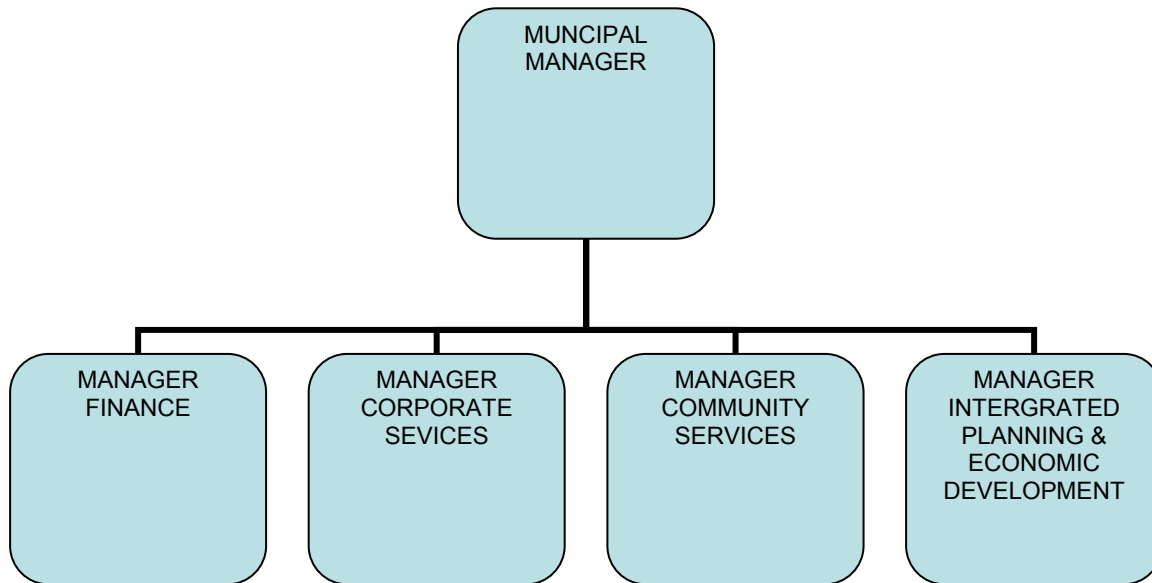 MUNCIPAL
MANAGER
MANAGER
FINANCE
MANAGER
CORPORATE
SEVICES
MANAGER
COMMUNITY
SERVICES
MANAGER
INTERGRATED
PLANNING &
ECONOMIC
DEVELOPMENT